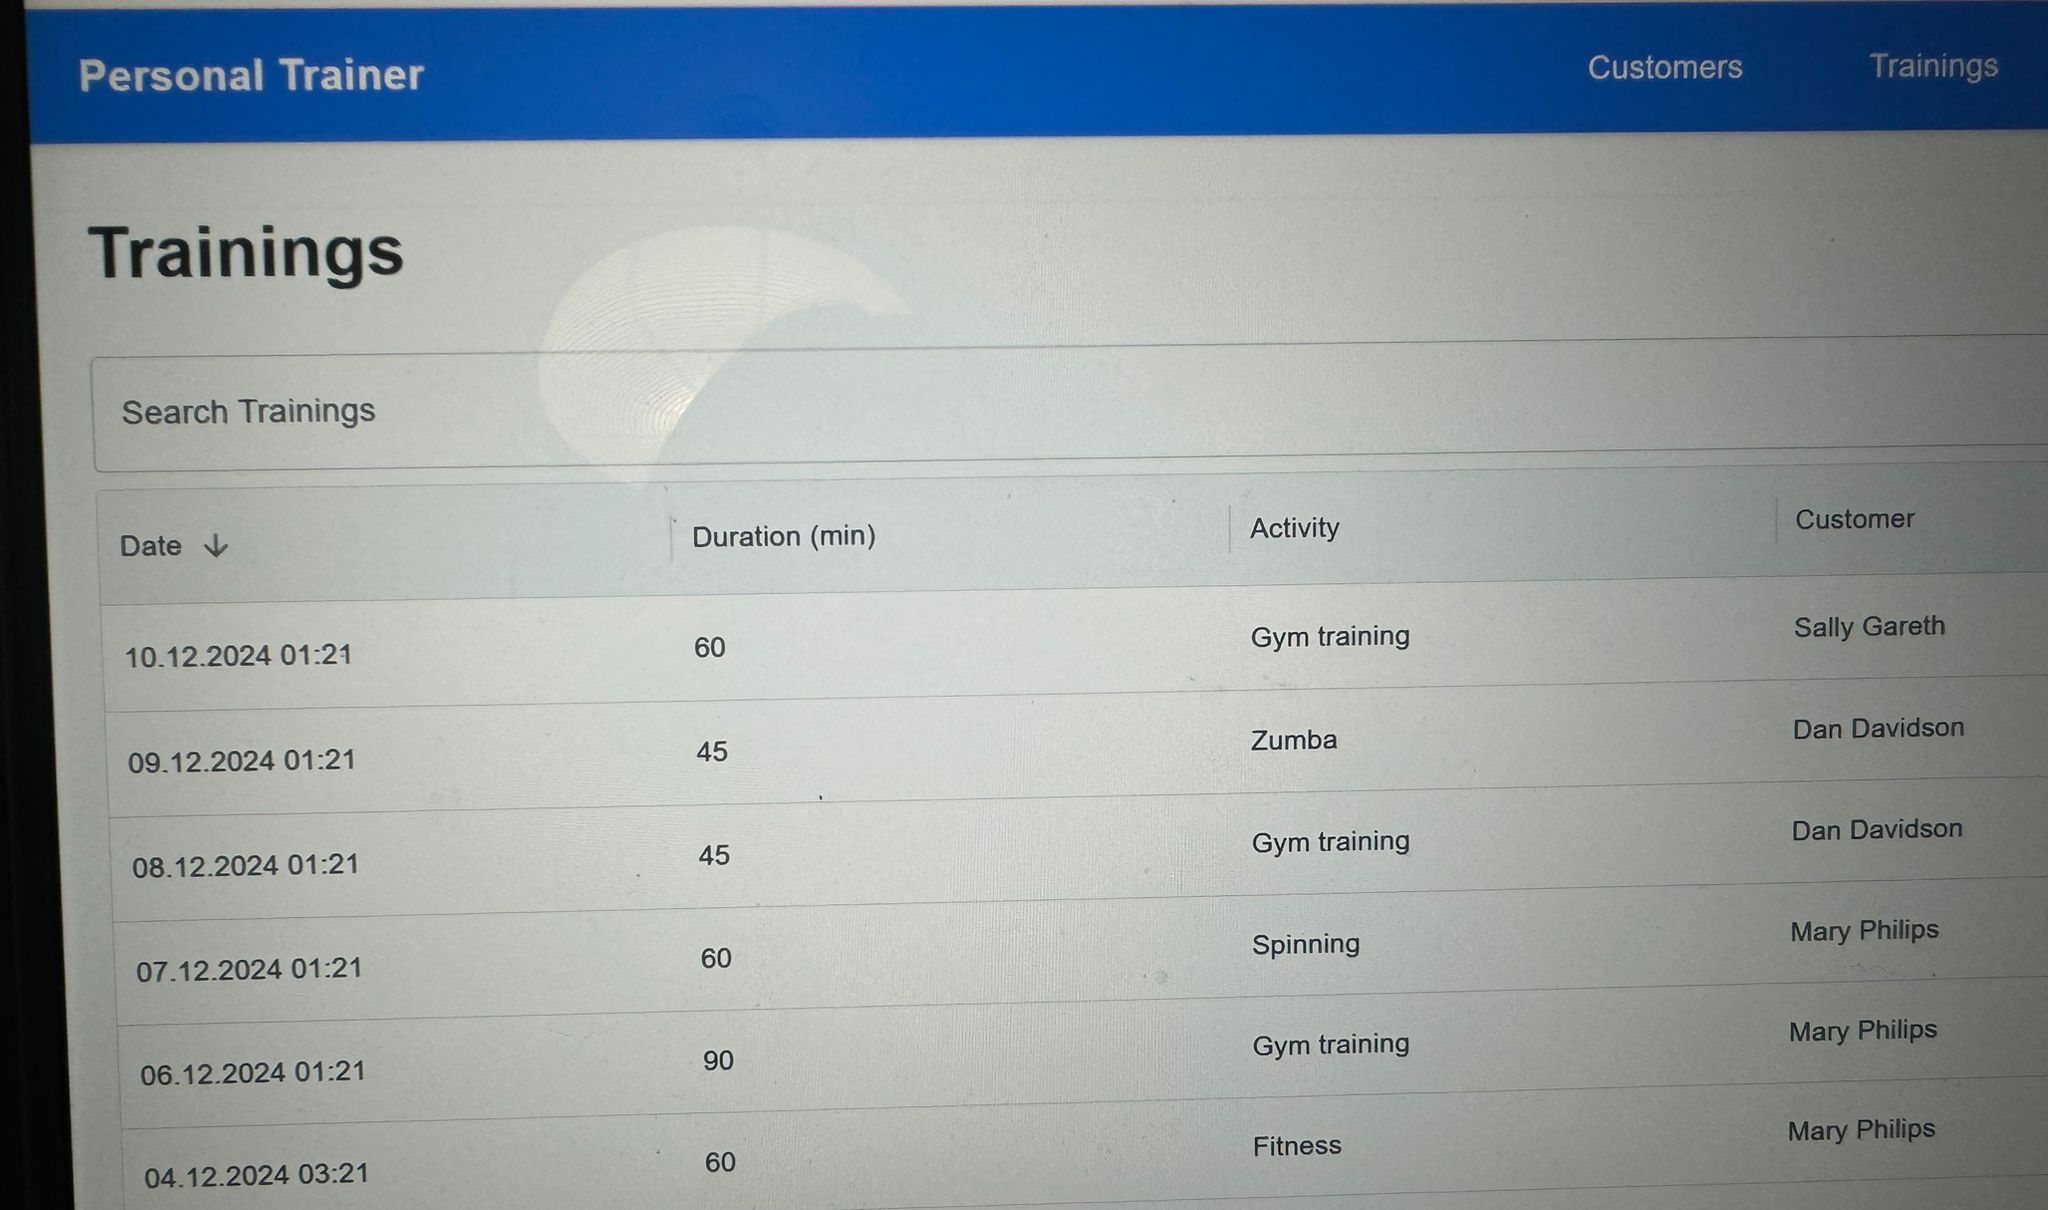 Personal Trainer Customers Trainings
Trainings
Search Trainings
Date ↓ Duration (min) Activity Customer
10.12.2024 01:21 60 Gym training Sally Gareth
09.12.2024 01:21 45 Zumba Dan Davidson
08.12.2024 01:21 45 Gym training Dan Davidson
07.12.2024 01:21 60 Spinning Mary Philips
06.12.2024 01:21 90 Gym training Mary Philips
04.12.2024 03:21 60 Fitness Mary Philips